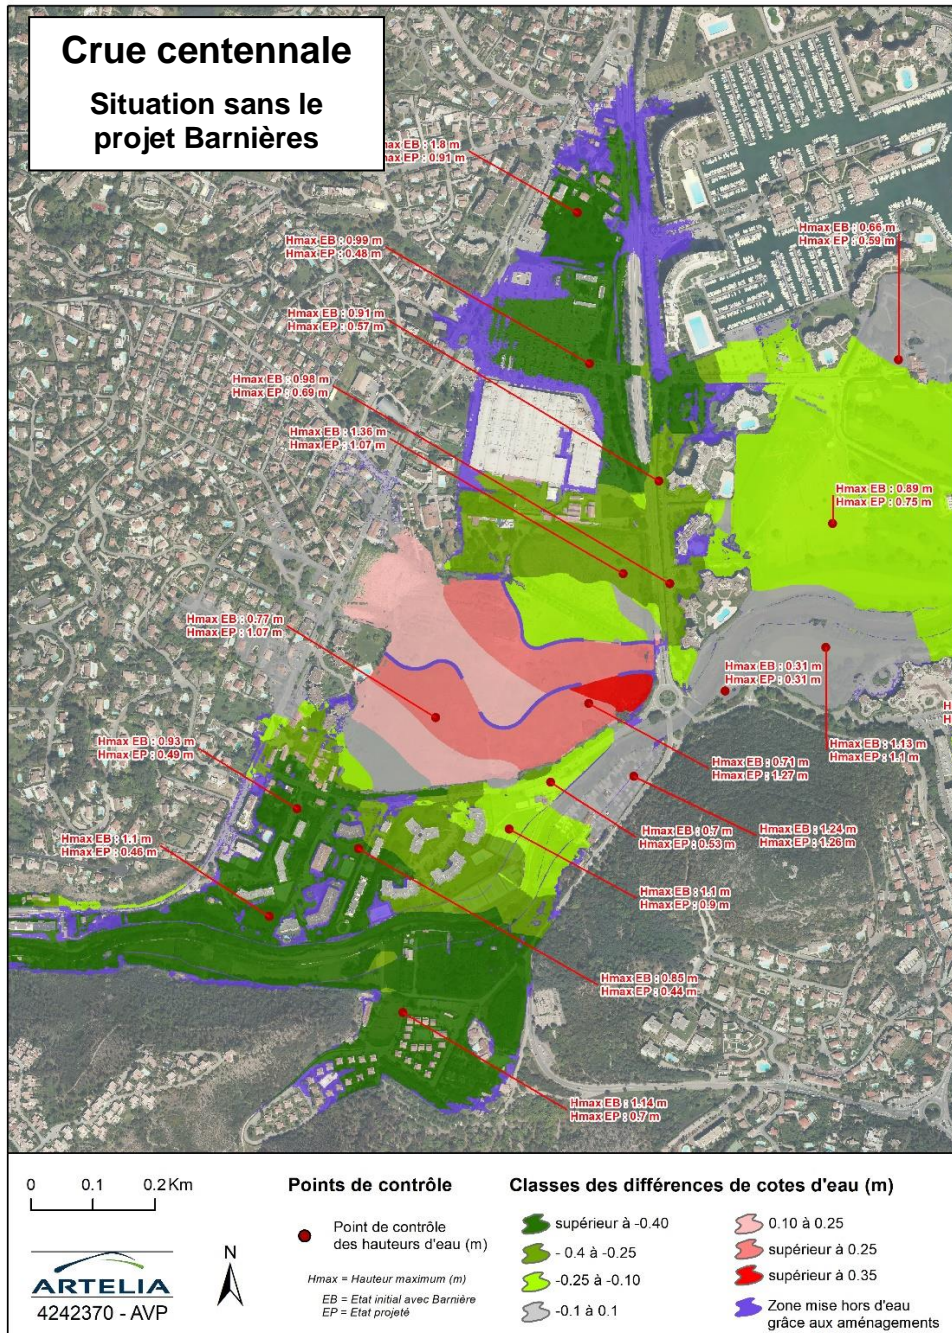 Crue centennale
Situation sans le
projet Barnières
max EB : 1.8 m
max EP : 0.91 m
Hmax EB : 0.99 m
Hmax EP : 0.48 m
Hmax EB : 0.66 m
Hmax EP : 0.59 m
Hmax EB : 0.91 m
Hmax EP : 0.57 m
Hmax EB : 0.98 m
Hmax EP : 0.69 m
Hmax EB : 1.36 m
Hmax EP : 1.07 m
Hmax EB : 0.89 m
Hmax EP : 0.75 m
Hmax EB : 0.77 m
Hmax EP : 1.07 m
Hmax EB : 0.31 m
Hmax EP : 0.31 m
H
H
Hmax EB : 0.93 m
Hmax EP : 0.49 m
Hmax EB : 1.13 m
Hmax EP : 1.1 m
Hmax EB : 0.71 m
Hmax EP : 1.27 m
Hmax EB : 1.1 m
Hmax EP : 0.46 m
Hmax EB : 0.7 m
Hmax EP : 0.53 m
Hmax EB : 1.24 m
Hmax EP : 1.26 m
Hmax EB : 1.1 m
Hmax EP : 0.9 m
Hmax EB : 0.85 m
Hmax EP : 0.44 m
Hmax EB : 1.14 m
Hmax EP : 0.7 m
0 0.1 0.2 Km
ARTELIA
4242370 - AVP
N
Points de contrôle
Point de contrôle
des hauteurs d'eau (m)
Hmax = Hauteur maximum (m)
EB = Etat initial avec Barnière
EP = Etat projeté
Classes des différences de cotes d'eau (m)
supérieur à -0.40
- 0.4 à -0.25
-0.25 à -0.10
-0.1 à 0.1
0.10 à 0.25
supérieur à 0.25
supérieur à 0.35
Zone mise hors d'eau
grâce aux aménagements